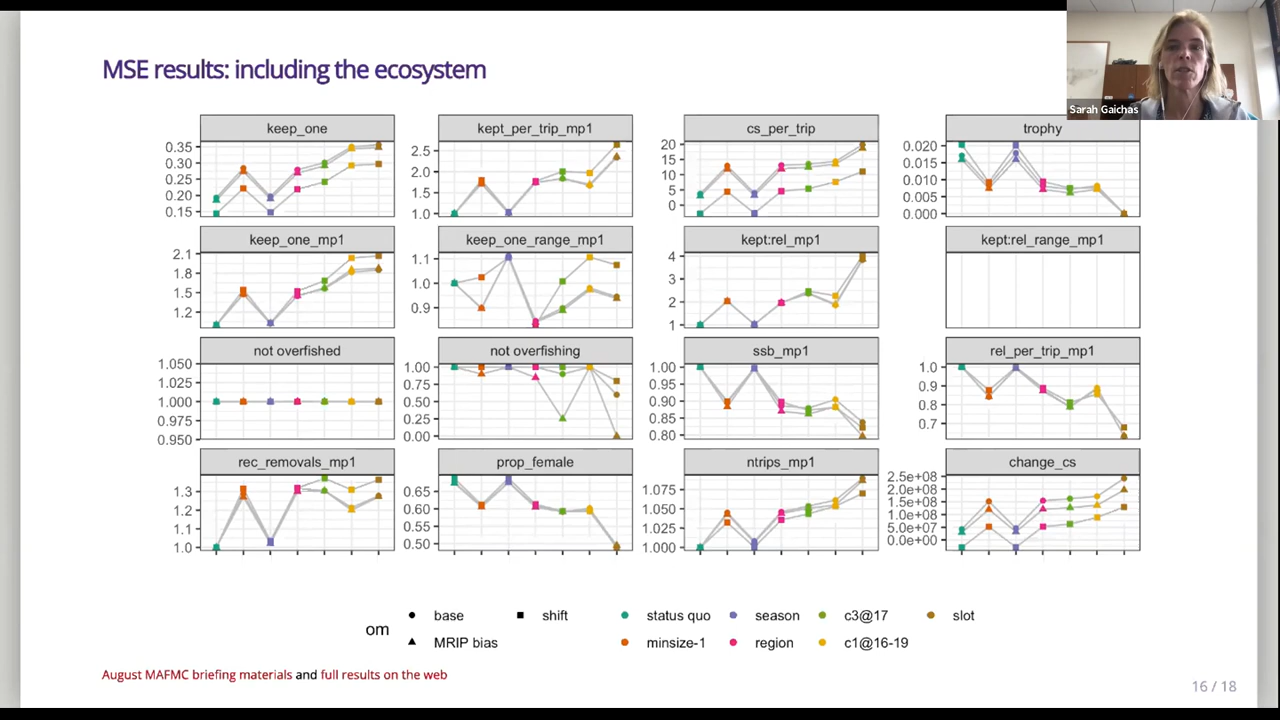 MSE results: including the ecosystem
Sarah Gaichas
keep_one
kept_per_trip_mp1
cs_per_trip
trophy
0.35
0.30
0.25
0.20
0.15
2.5
2.0
1.5
1.0
20
15
10
5
0
0.020
0.015
0.010
0.005
0.000
keep_one_mp1
keep_one_range_mp1
kept:rel_mp1
kept:rel_range_mp1
2.1
1.8
1.5
1.2
1.1
1.0
0.9
4
3
2
1
not overfished
not overfishing
ssb_mp1
rel_per_trip_mp1
1.050
1.025
1.000
0.975
0.950
1.00
0.75
0.50
0.25
0.00
1.00
0.95
0.90
0.85
0.80
1.0
0.9
0.8
0.7
rec_removals_mp1
prop_female
ntrips_mp1
change_cs
1.3
1.2
1.1
1.0
0.65
0.60
0.55
0.50
1.075
1.050
1.025
1.000
2.5e+08
2.0e+08
1.5e+08
1.0e+08
5.0e+07
0.0e+00
om
base
shift
status quo
season
c3@17
slot
MRIP bias
minsize-1
region
c1@16-19
August MAFMC briefing materials and full results on the web
16 / 18